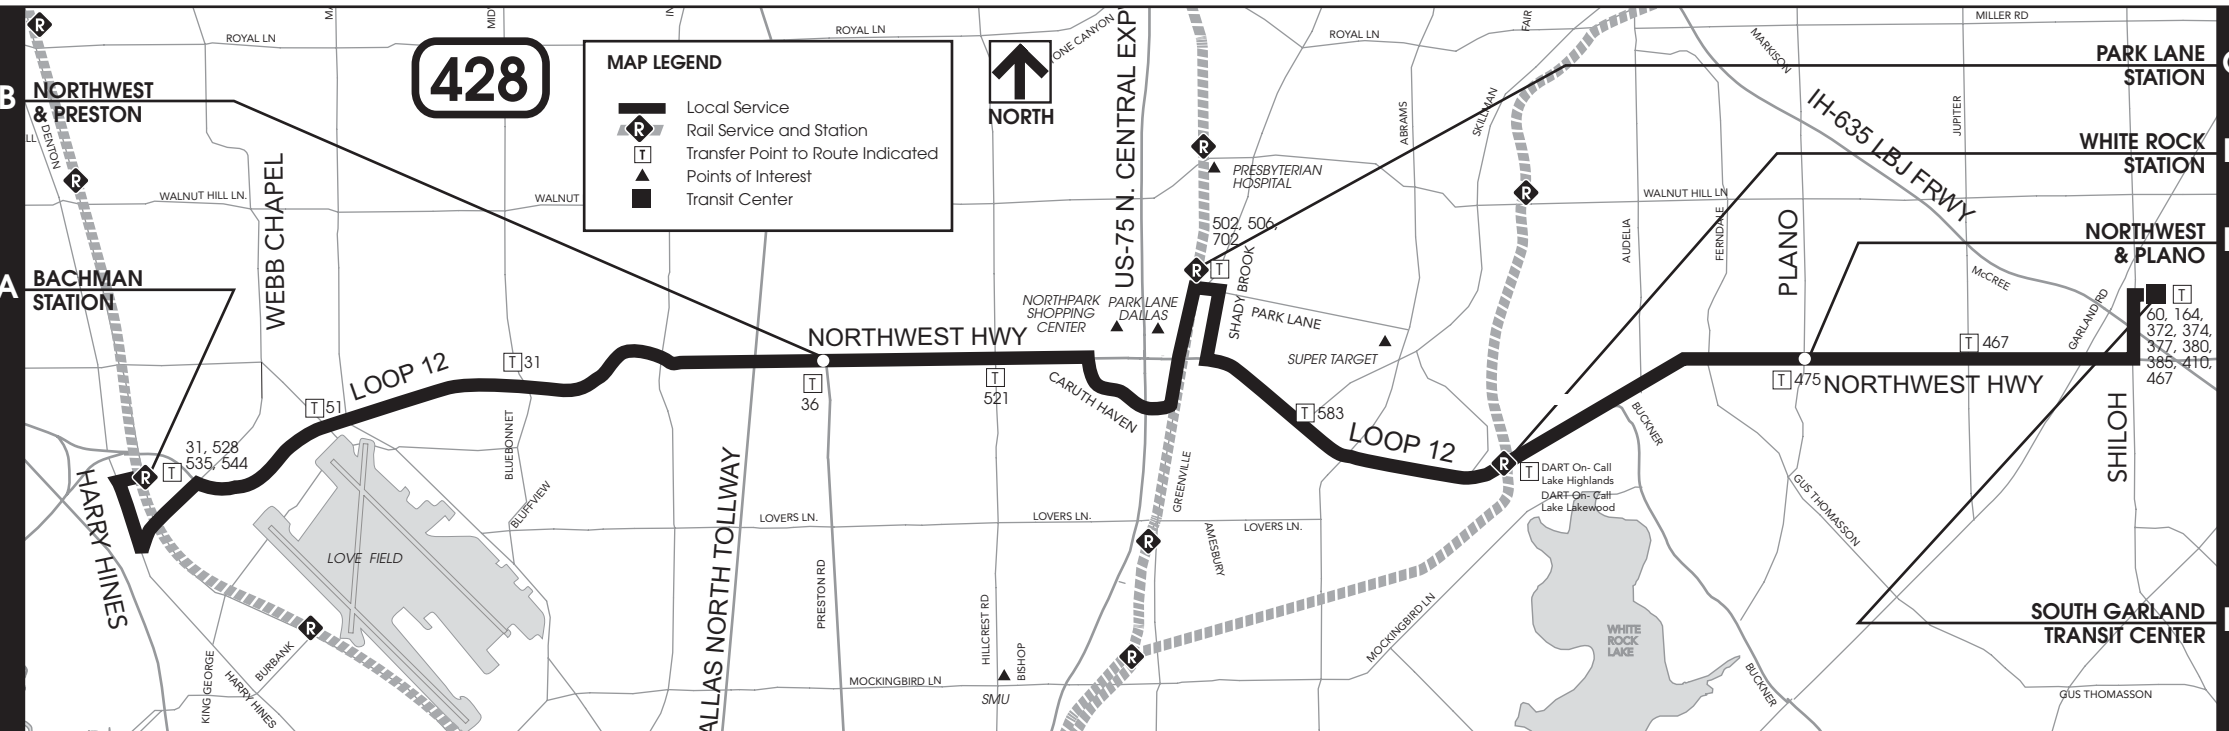 428
MAP LEGEND
Local Service
R
Rail Service and Station
T
Transfer Point to Route Indicated
Points of Interest
Transit Center
NORTH
B
NORTHWEST
& PRESTON
A
BACHMAN
STATION
PARK LANE
STATION
WHITE ROCK
STATION
NORTHWEST
& PLANO
SOUTH GARLAND
TRANSIT CENTER
ROYAL LN
ROYAL LN
ROYAL LN
MILLER RD
MARKISON
DENTON
WALNUT HILL LN.
WALNUT
WALNUT HILL LN
WEBB CHAPEL
US-75 N. CENTRAL EXP
IH-635 LBJ FRWY
ABRAMS
SKILLMAN
FAIR
JUPITER
AUDELIA
FERNDALE
PLANO
McCREE
GARLAND RD
PRESBYTERIAN
HOSPITAL
502, 506,
702
R
T
SHADY BROOK
PARK LANE
NORTHPARK
SHOPPING
CENTER
PARK LANE
DALLAS
SUPER TARGET
NORTHWEST HWY
LOOP 12
T 31
T 51
T
36
T
521
CARUTH HAVEN
T 583
LOOP 12
R
T
DART On- Call
Lake Highlands
DART On- Call
Lake Lakewood
T 475
NORTHWEST HWY
T 467
T
60, 164,
372, 374,
377, 380,
385, 410,
467
SHILOH
31, 528
535, 544
R
T
HARRY HINES
LOVE FIELD
BLUEBONNET
BLUFFVIEW
LOVERS LN.
LOVERS LN.
LOVERS LN.
GREENVILLE
AMESBURY
ALLAS NORTH TOLLWAY
PRESTON RD
HILLCREST RD
BISHOP
SMU
MOCKINGBIRD LN
MOCKINGBIRD LN
WHITE
ROCK
LAKE
BUCKNER
BUCKNER
GUS THOMASSON
GUS THOMASSON
KING GEORGE
BURBANK
HARRY HINES
R
R
R
R
R
R
R